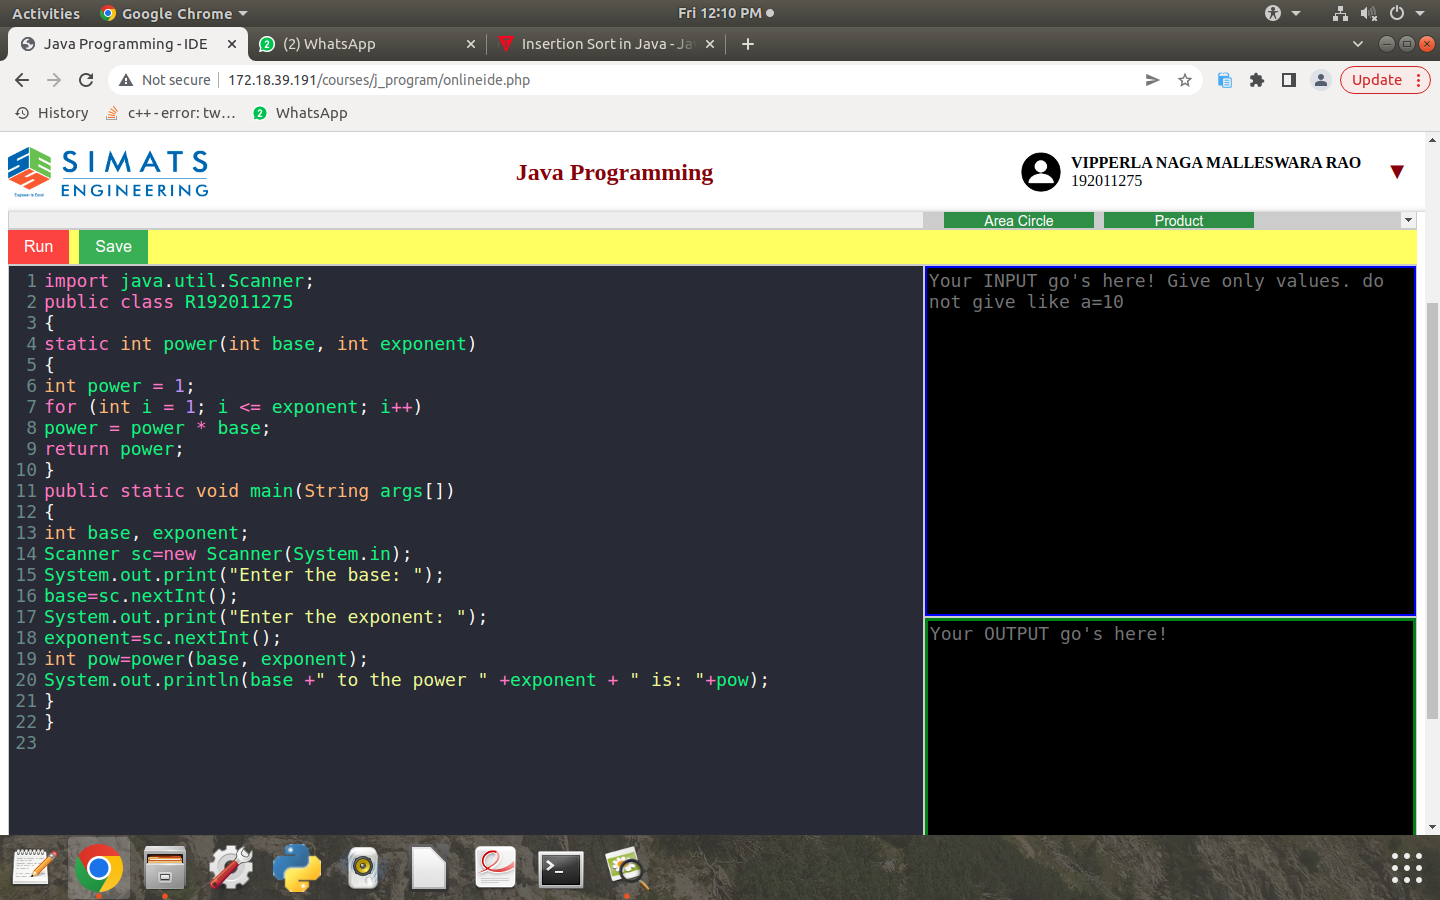 Activities Google Chrome Fri 12:10 PM
Java Programming - IDE (2) WhatsApp Insertion Sort in Java - Jav
Not secure 172.18.39.191/courses/j_program/onlineide.php Update
History c++ - error: tw... 2 WhatsApp
SIMATS
ENGINEERING
Engineer to Excel
Java Programming
VIPPERLA NAGA MALLESWARA RAO
192011275
Area Circle Product
Run Save
1 import java.util.Scanner;
2 public class R192011275
3 {
4 static int power(int base, int exponent)
5 {
6 int power = 1;
7 for (int i = 1; i <= exponent; i++)
8 power = power * base;
9 return power;
10 }
11 public static void main(String args[])
12 {
13 int base, exponent;
14 Scanner sc=new Scanner(System.in);
15 System.out.print("Enter the base: ");
16 base=sc.nextInt();
17 System.out.print("Enter the exponent: ");
18 exponent=sc.nextInt();
19 int pow=power(base, exponent);
20 System.out.println(base +" to the power " +exponent + " is: "+pow);
21 }
22 }
23
Your INPUT go's here! Give only values. do
not give like a=10
Your OUTPUT go's here!